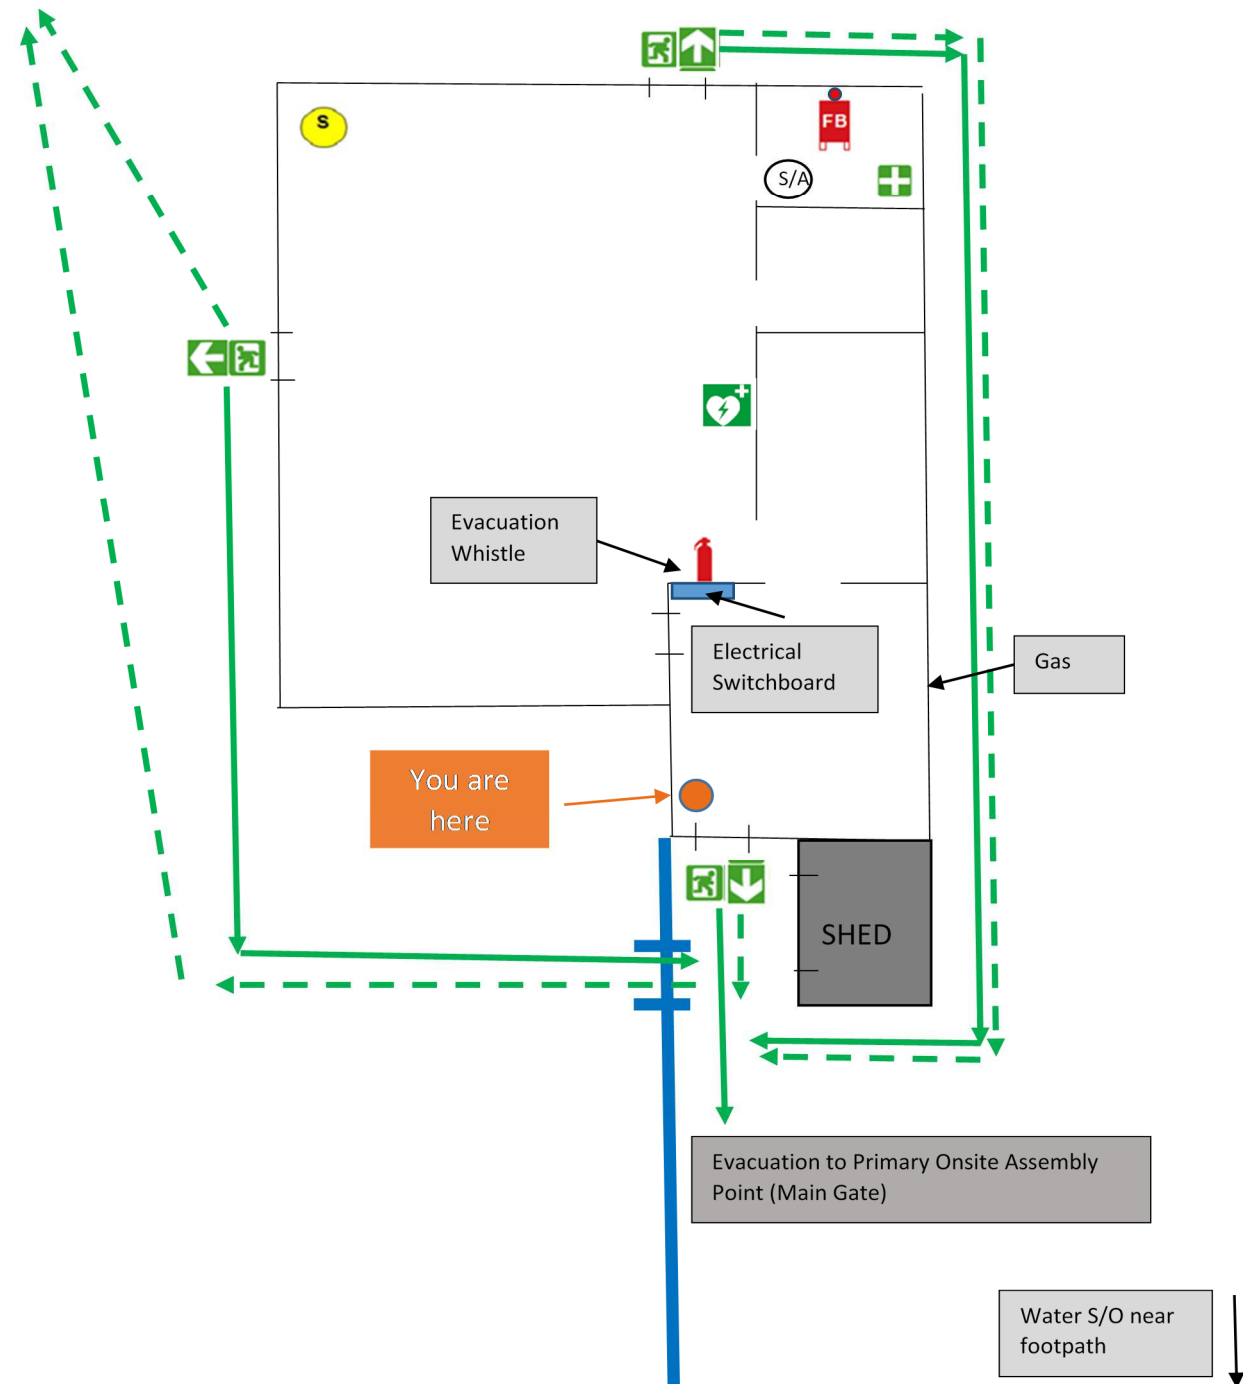 S
FB
S/A
Evacuation
Whistle
Electrical
Switchboard
Gas
You are
here
SHED
Evacuation to Primary Onsite Assembly
Point (Main Gate)
Water S/O near
footpath